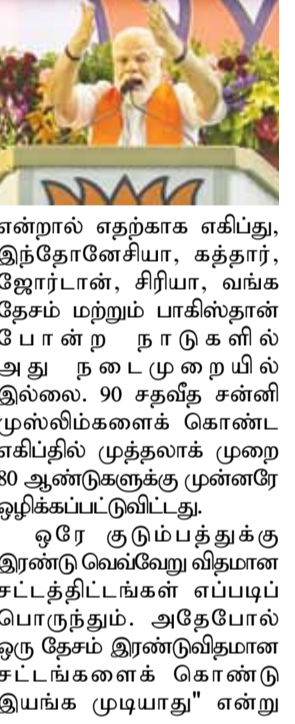 என்றால் எதற்காக எகிப்து,
இந்தோனேசியா, கத்தார்,
ஜோர்டான், சிரியா, வங்க
தேசம் மற்றும் பாகிஸ்தான்
போன்ற நாடுகளில்
அது நடைமுறையில்
இல்லை. 90 சதவீத சன்னி
முஸ்லிம்களைக் கொண்ட
எகிப்தில் முத்தலாக் முறை
80 ஆண்டுகளுக்கு முன்னரே
ஒழிக்கப்பட்டுவிட்டது.
ஒரே குடும்பத்துக்கு
இரண்டு வெவ்வேறு விதமான
சட்டத்திட்டங்கள் எப்படிப்
பொருந்தும். அதேபோல்
ஒரு தேசம் இரண்டுவிதமான
சட்டங்களைக் கொண்டு
இயங்க முடியாது" என்று